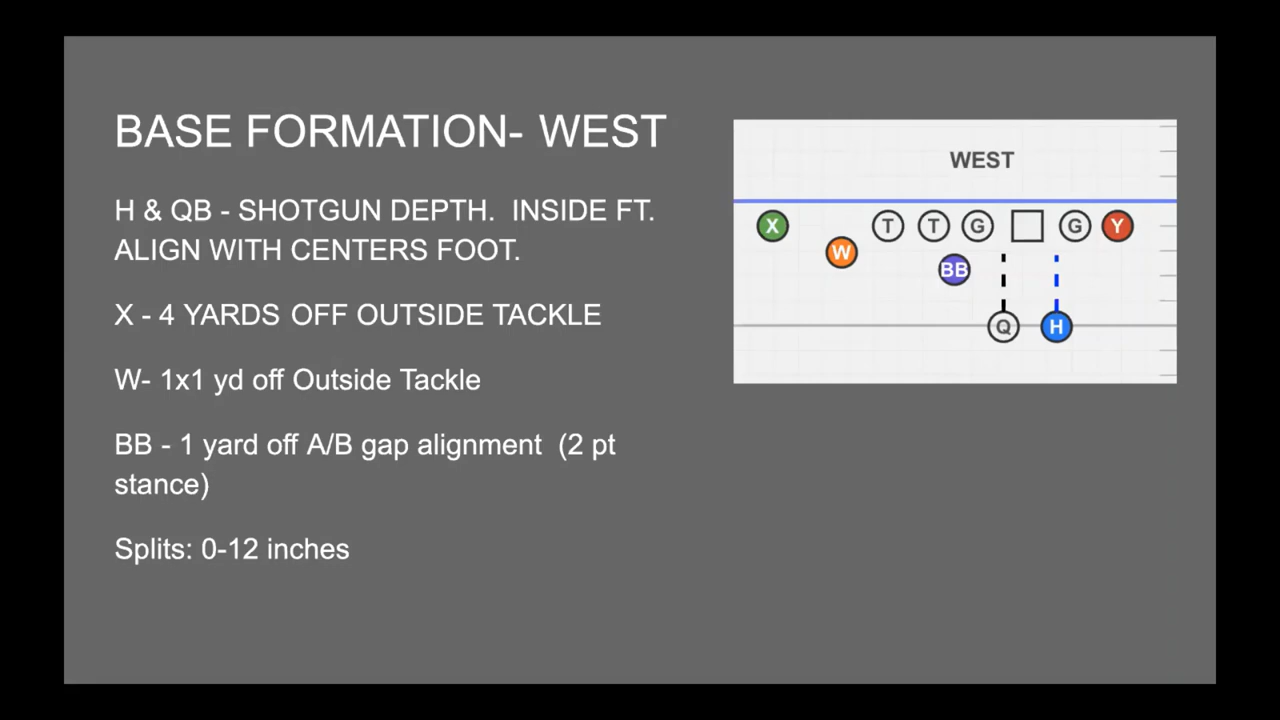 BASE FORMATION- WEST
H & QB - SHOTGUN DEPTH.  INSIDE FT.
ALIGN WITH CENTERS FOOT.
X - 4 YARDS OFF OUTSIDE TACKLE
W- 1x1 yd off Outside Tackle
BB - 1 yard off A/B gap alignment  (2 pt
stance)
Splits: 0-12 inches
WEST
X T T G G Y
W
BB
Q H